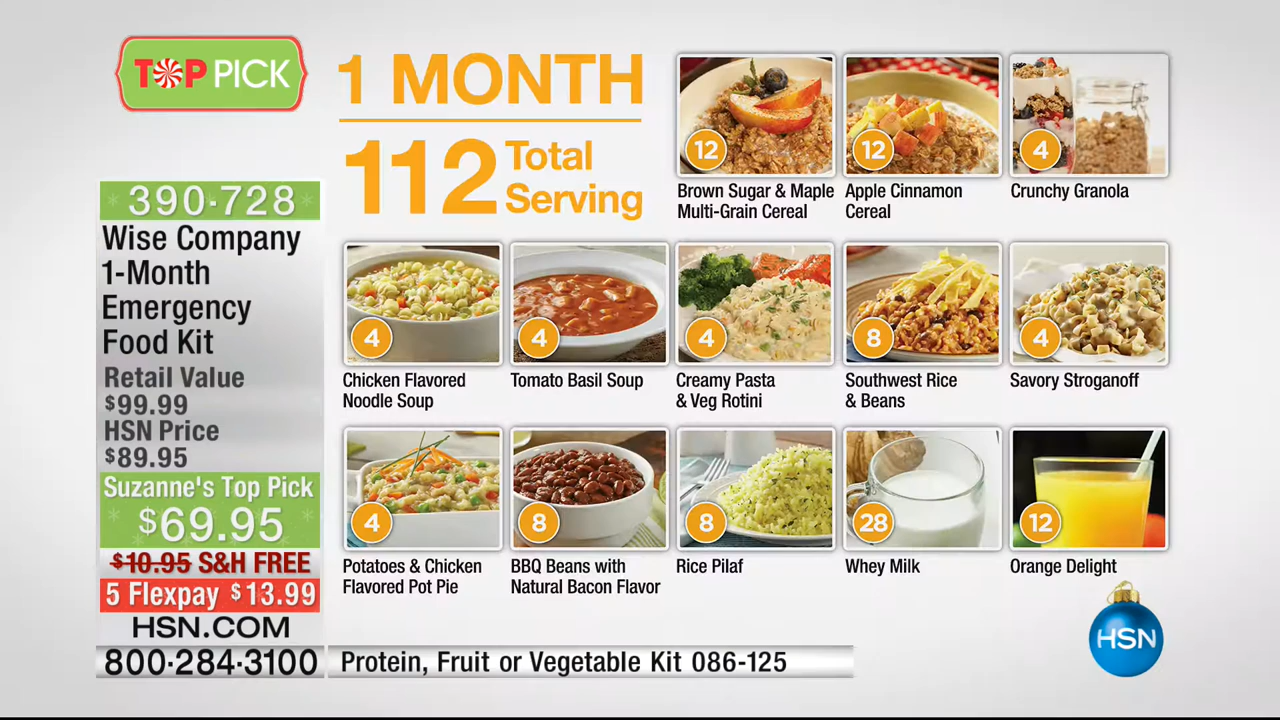 TOP PICK
1 MONTH
112 Total
Serving
390·728
Wise Company
1-Month
Emergency
Food Kit
Retail Value
$99.99
HSN Price
$89.95
Suzanne's Top Pick
$69.95
$10.95 S&H FREE
5 Flexpay $13.99
HSN.COM
800·284·3100
12
Brown Sugar & Maple
Multi-Grain Cereal
12
Apple Cinnamon
Cereal
4
Crunchy Granola
4
Chicken Flavored
Noodle Soup
4
Tomato Basil Soup
4
Creamy Pasta
& Veg Rotini
8
Southwest Rice
& Beans
4
Savory Stroganoff
4
Potatoes & Chicken
Flavored Pot Pie
8
BBQ Beans with
Natural Bacon Flavor
8
Rice Pilaf
28
Whey Milk
12
Orange Delight
HSN
Protein, Fruit or Vegetable Kit 086-125